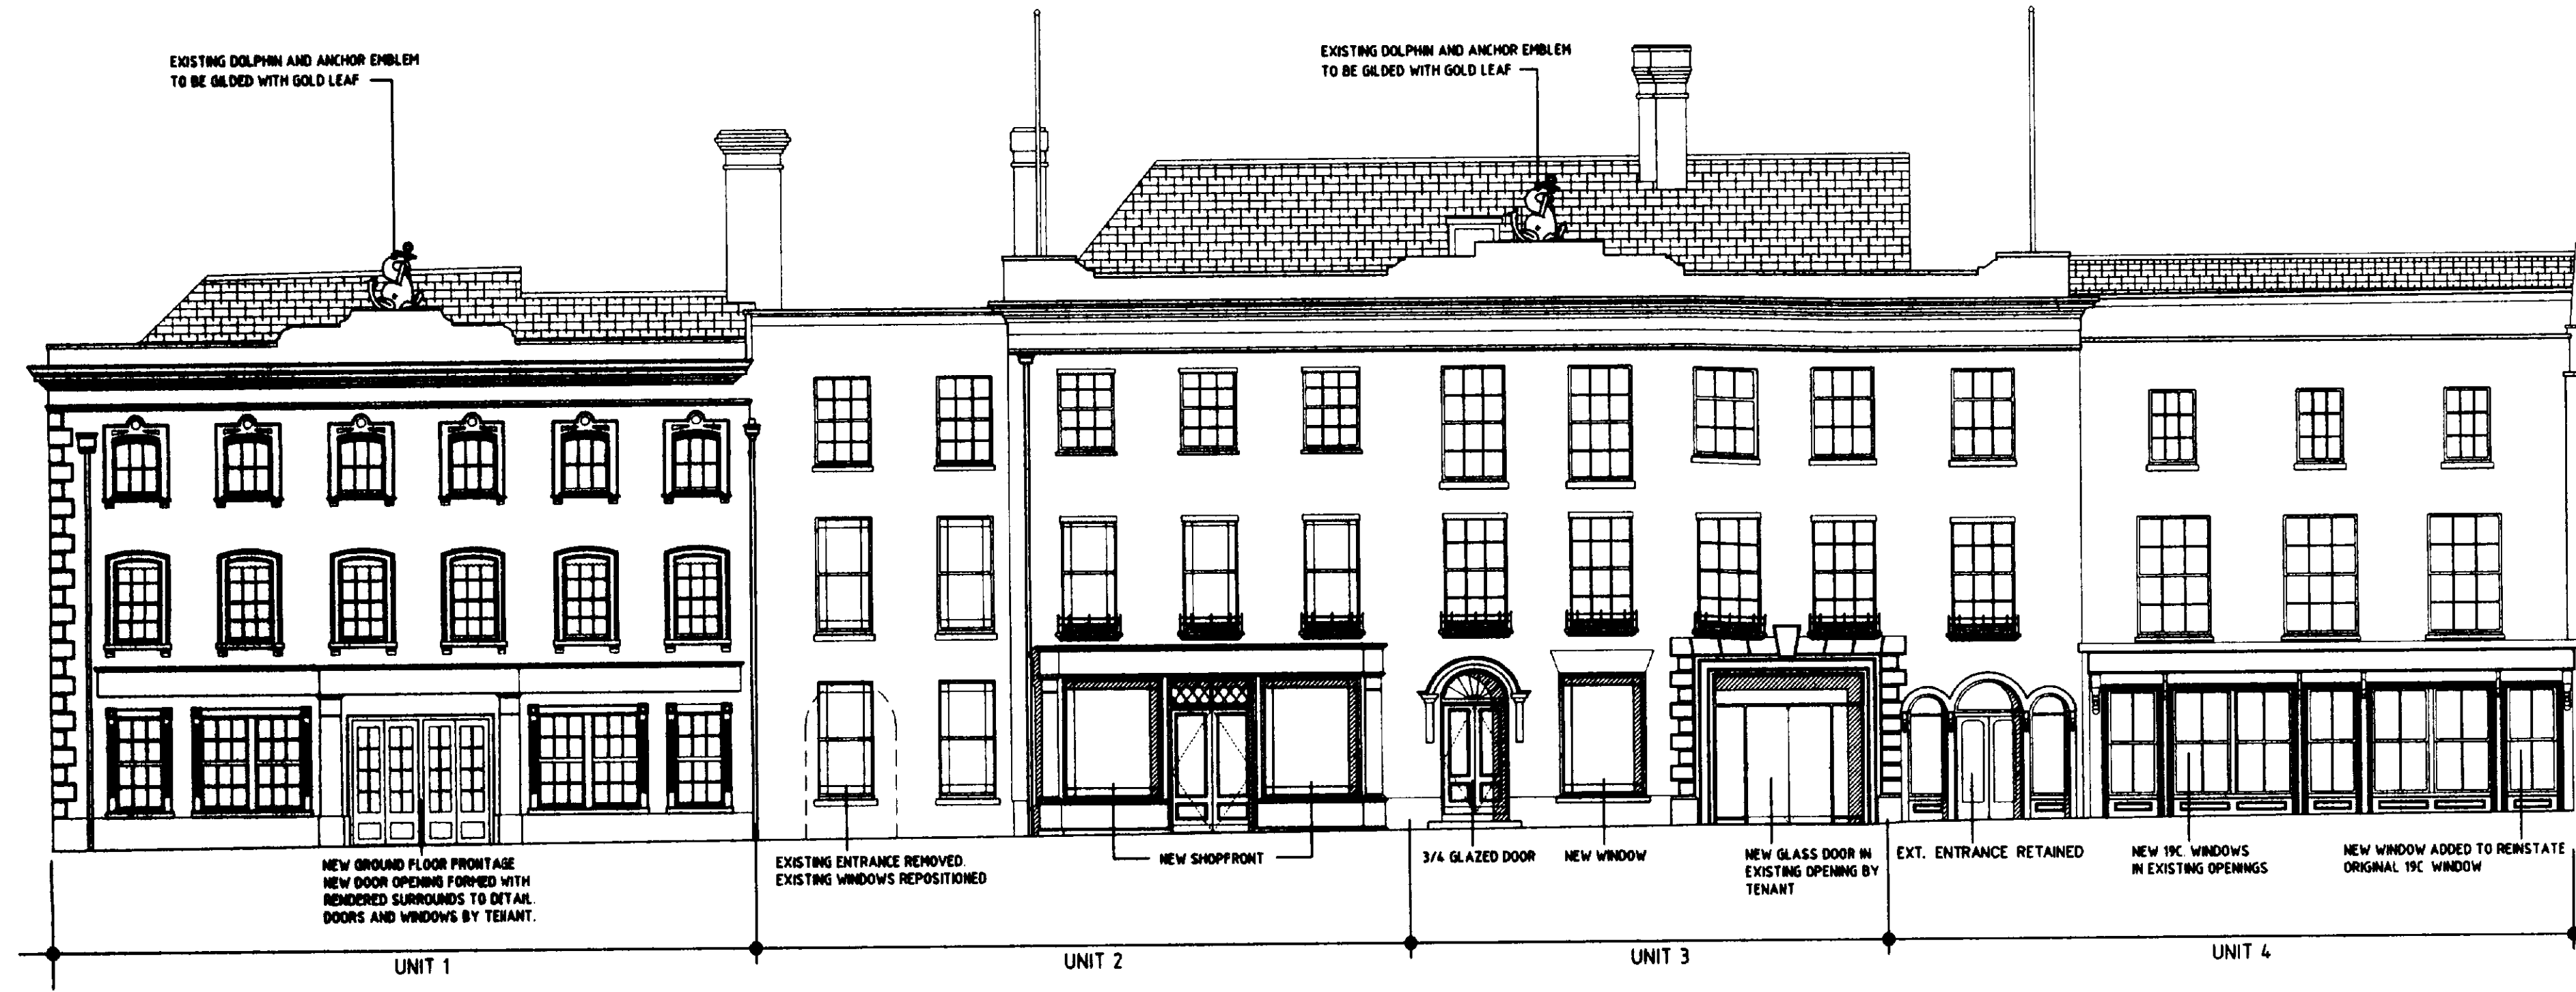 EXISTING DOLPHIN AND ANCHOR EMBLEM
TO BE GILDED WITH GOLD LEAF
EXISTING DOLPHIN AND ANCHOR EMBLEM
TO BE GILDED WITH GOLD LEAF
NEW GROUND FLOOR FRONTAGE
NEW DOOR OPENING FORMED WITH
RENDERED SURROUNDS TO DETAIL.
DOORS AND WINDOWS BY TENANT.
EXISTING ENTRANCE REMOVED.
EXISTING WINDOWS REPOSITIONED
NEW SHOPFRONT
3/4 GLAZED DOOR
NEW WINDOW
NEW GLASS DOOR IN
EXISTING OPENING BY
TENANT
EXT. ENTRANCE RETAINED
NEW 19C. WINDOWS
IN EXISTING OPENINGS
NEW WINDOW ADDED TO REINSTATE
ORIGINAL 19C WINDOW
UNIT 1
UNIT 2
UNIT 3
UNIT 4